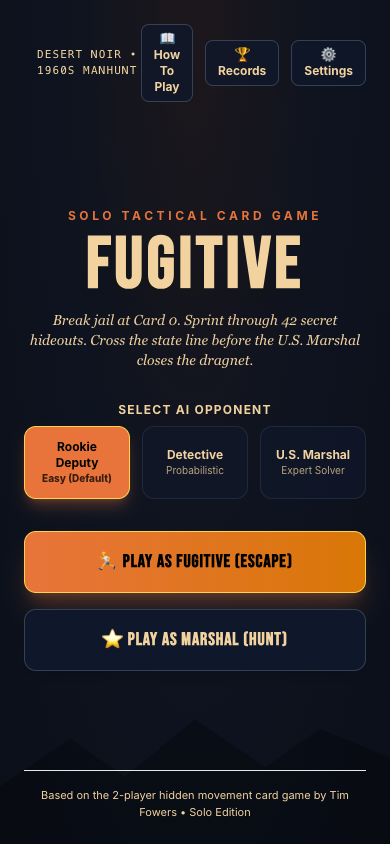 DESERT NOIR •
1960S MANHUNT
How
To
Play
Records
Settings
SOLO TACTICAL CARD GAME
FUGITIVE
Break jail at Card 0. Sprint through 42 secret
hideouts. Cross the state line before the U.S. Marshal
closes the dragnet.
SELECT AI OPPONENT
Rookie
Deputy
Easy (Default)
Detective
Probabilistic
U.S. Marshal
Expert Solver
PLAY AS FUGITIVE (ESCAPE)
PLAY AS MARSHAL (HUNT)
Based on the 2-player hidden movement card game by Tim
Fowers • Solo Edition